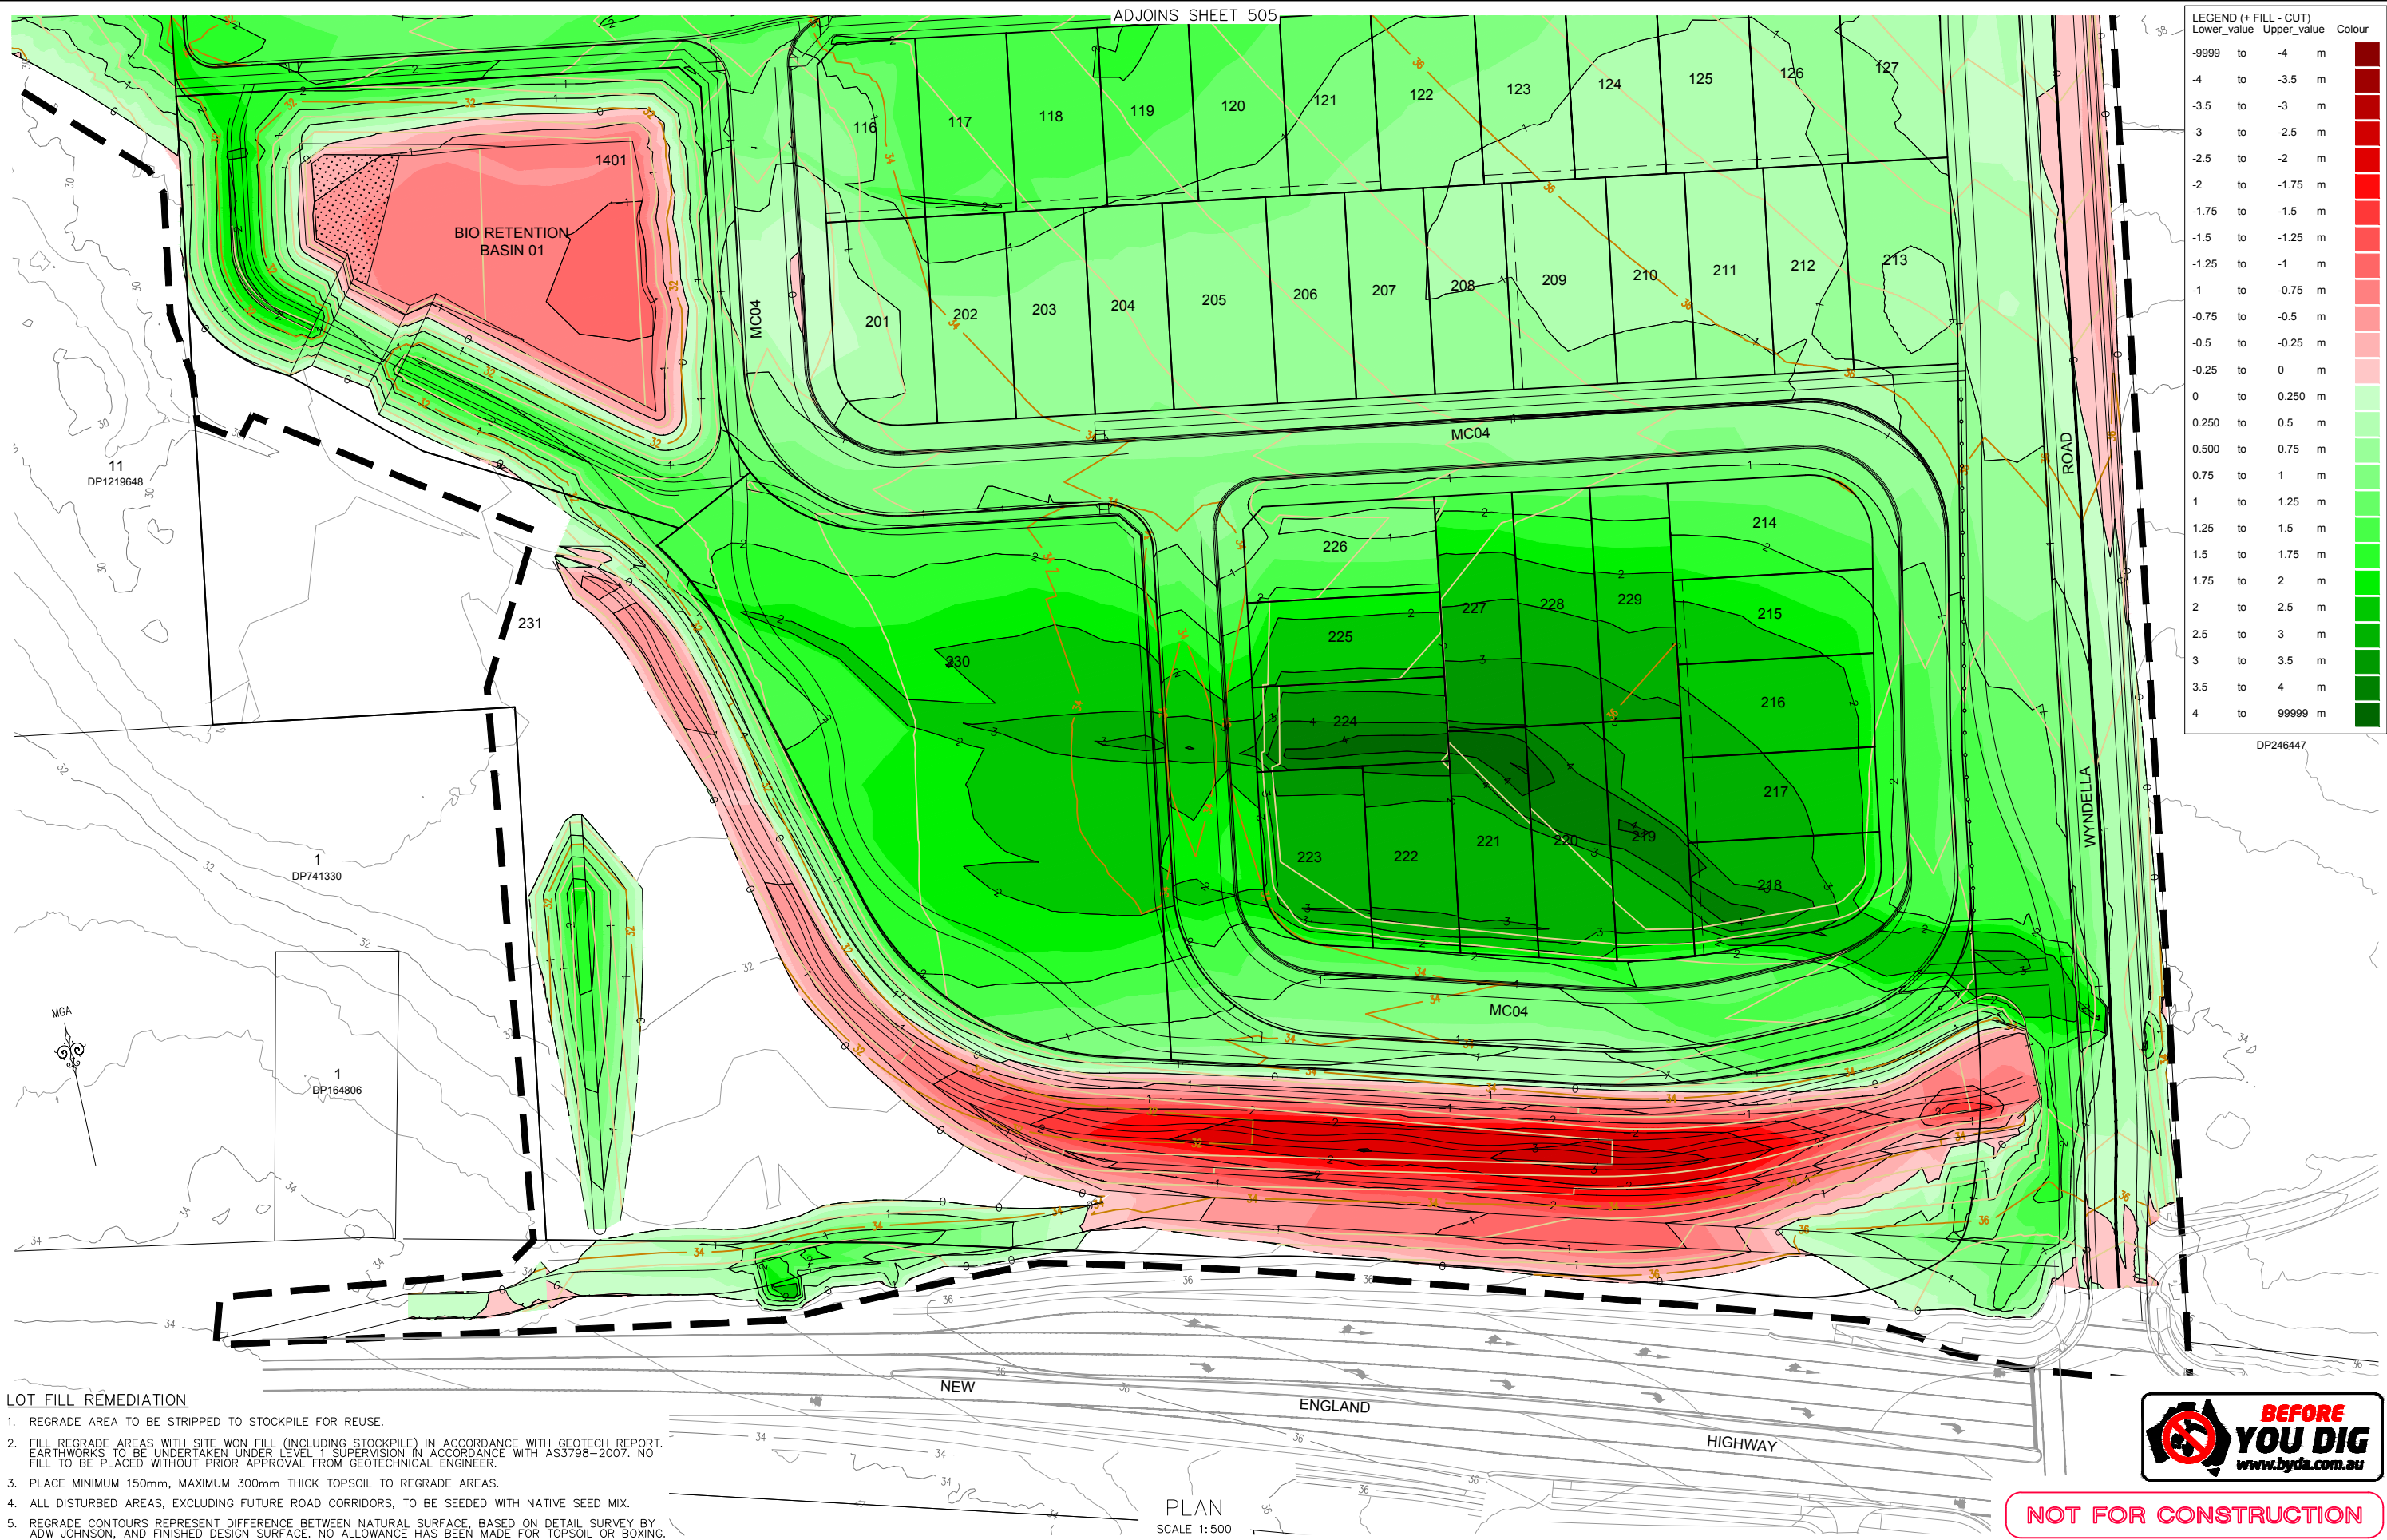 ADJOINS SHEET 505
LEGEND (+ FILL - CUT)
Lower_value Upper_value Colour
-9999 to -4 m
-4 to -3.5 m
-3.5 to -3 m
-3 to -2.5 m
-2.5 to -2 m
-2 to -1.75 m
-1.75 to -1.5 m
-1.5 to -1.25 m
-1.25 to -1 m
-1 to -0.75 m
-0.75 to -0.5 m
-0.5 to -0.25 m
-0.25 to 0 m
0 to 0.250 m
0.250 to 0.5 m
0.500 to 0.75 m
0.75 to 1 m
1 to 1.25 m
1.25 to 1.5 m
1.5 to 1.75 m
1.75 to 2 m
2 to 2.5 m
2.5 to 3 m
3 to 3.5 m
3.5 to 4 m
4 to 99999 m
DP246447
116 117 118 119 120 121 122 123 124 125 126 127
1401
BIO RETENTION
BASIN 01
201 202 203 204 205 206 207 208 209 210 211 212 213
MC04
MC04
ROAD
WYNDELLA
11
DP1219648
231
214
226
227 228 229
215
225
230
216
224
217
223 222 221 220 219
218
MC04
1
DP741330
1
DP164806
MGA
NEW
ENGLAND
HIGHWAY
LOT FILL REMEDIATION
1. REGRADE AREA TO BE STRIPPED TO STOCKPILE FOR REUSE.
2. FILL REGRADE AREAS WITH SITE WON FILL (INCLUDING STOCKPILE) IN ACCORDANCE WITH GEOTECH REPORT.
EARTHWORKS TO BE UNDERTAKEN UNDER LEVEL 1 SUPERVISION IN ACCORDANCE WITH AS3798-2007. NO
FILL TO BE PLACED WITHOUT PRIOR APPROVAL FROM GEOTECHNICAL ENGINEER.
3. PLACE MINIMUM 150mm, MAXIMUM 300mm THICK TOPSOIL TO REGRADE AREAS.
4. ALL DISTURBED AREAS, EXCLUDING FUTURE ROAD CORRIDORS, TO BE SEEDED WITH NATIVE SEED MIX.
5. REGRADE CONTOURS REPRESENT DIFFERENCE BETWEEN NATURAL SURFACE, BASED ON DETAIL SURVEY BY
ADW JOHNSON, AND FINISHED DESIGN SURFACE. NO ALLOWANCE HAS BEEN MADE FOR TOPSOIL OR BOXING.
PLAN
SCALE 1:500
BEFORE
YOU DIG
www.byda.com.au
NOT FOR CONSTRUCTION